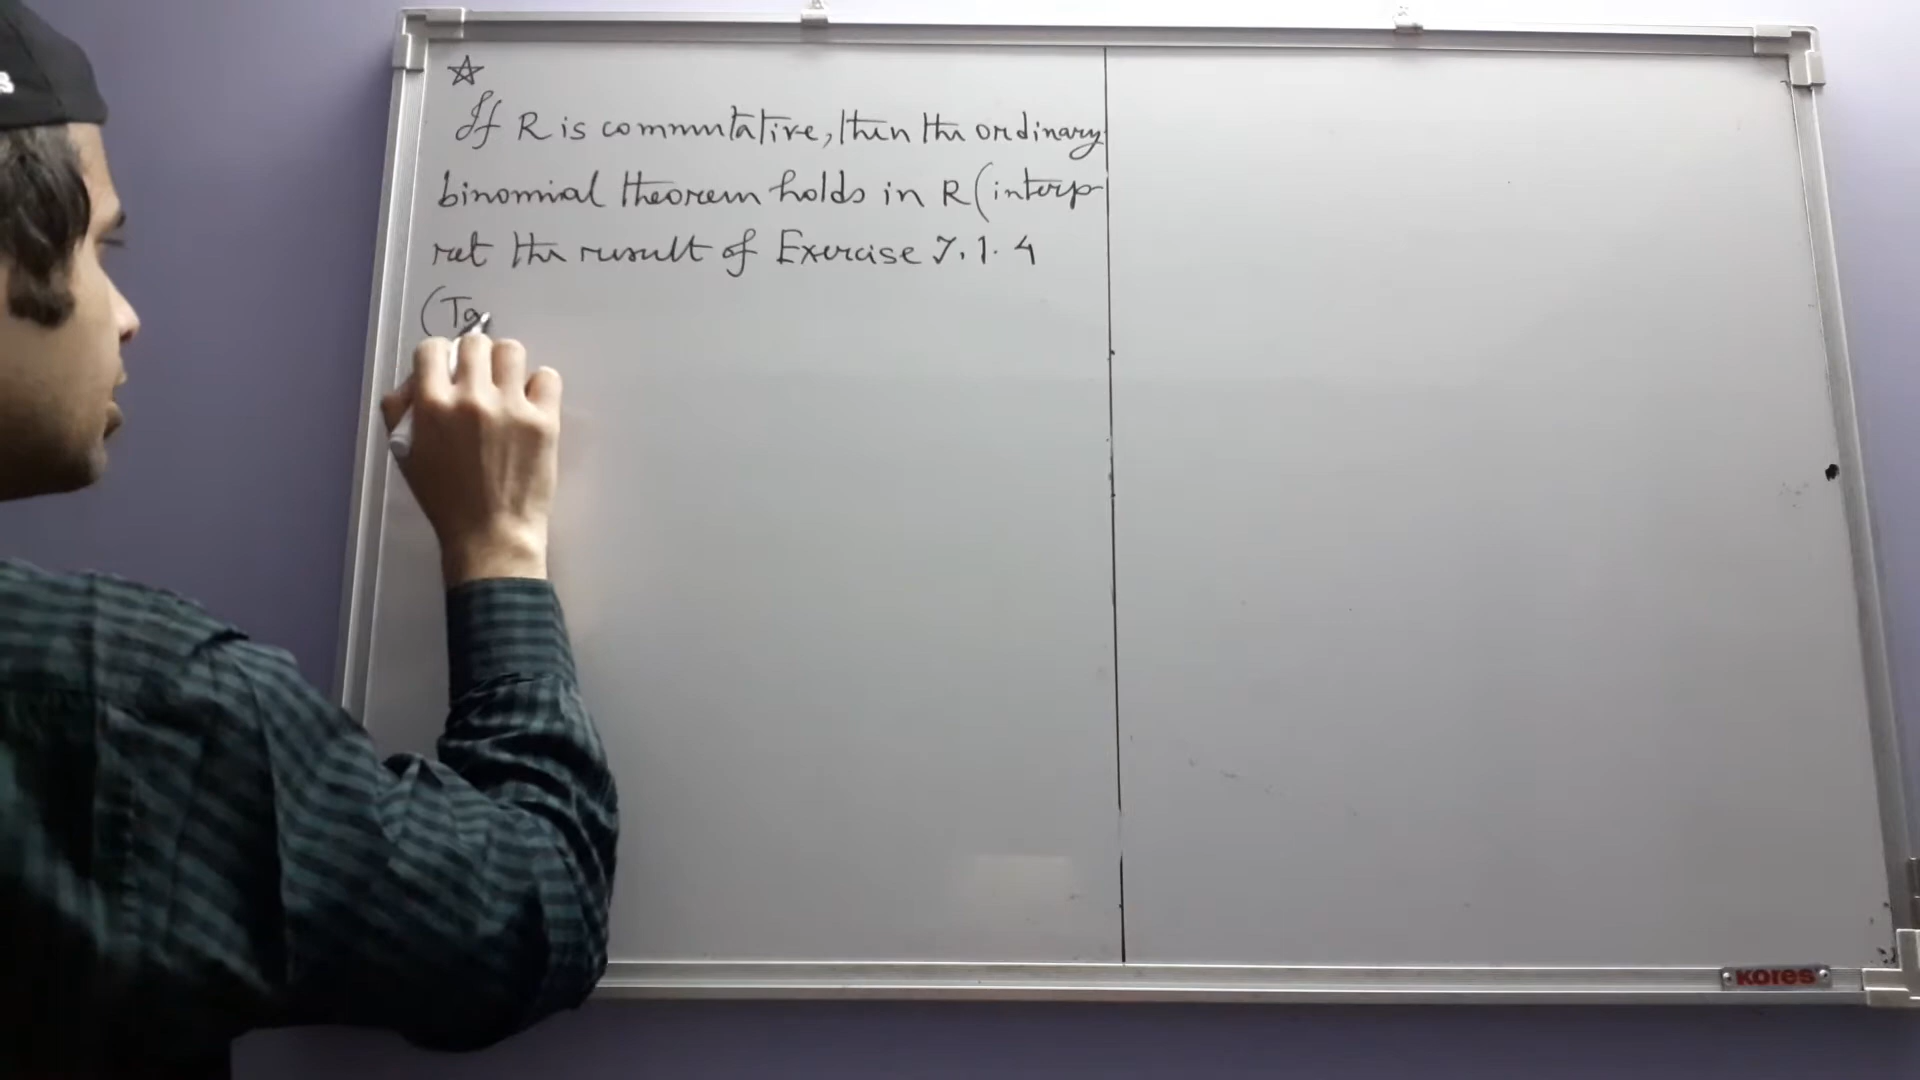 If R is commutative, then the ordinary
binomial theorem holds in R (interp-
ret the result of Exercise 7.1.4
(Ta
Kores